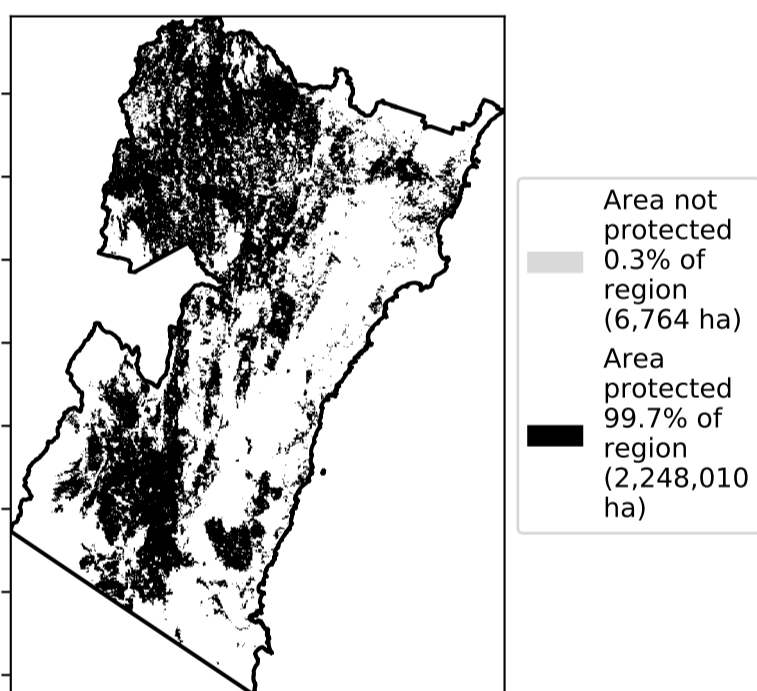 Area not
protected
0.3% of
region
(6,764 ha)
Area
protected
99.7% of
region
(2,248,010
ha)